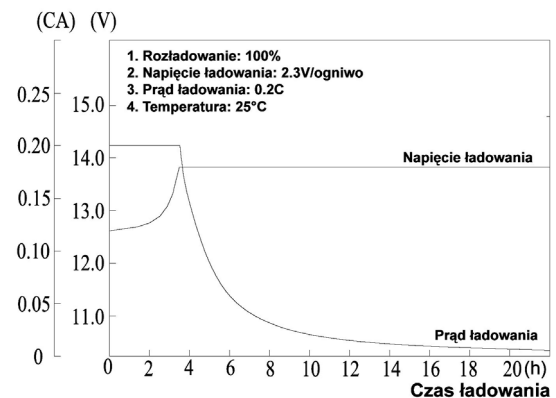 (CA) (V)
1. Rozładowanie: 100%
2. Napięcie ładowania: 2.3V/ogniwo
3. Prąd ładowania: 0.2C
4. Temperatura: 25°C
0.25
15.0
0.20
14.0
Napięcie ładowania
0.15
13.0
0.10
12.0
0.05
11.0
Prąd ładowania
0
0 2 4 6 8 10 12 14 16 18 20 (h)
Czas ładowania